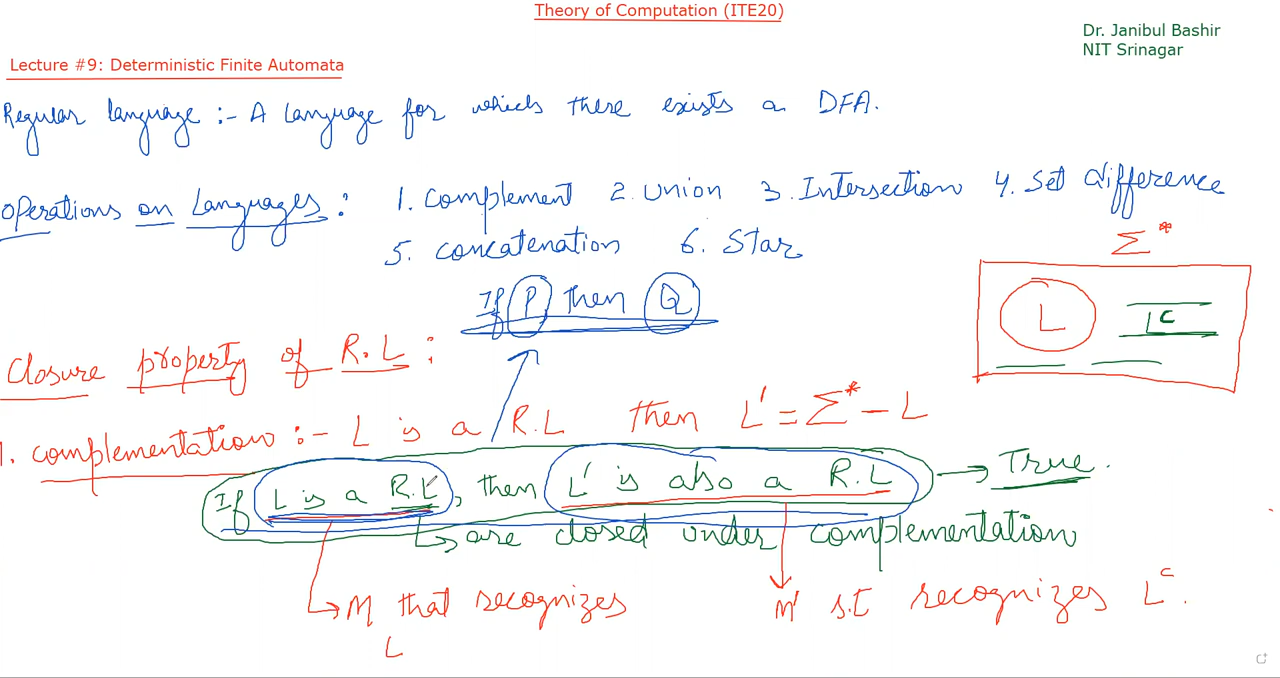 Theory of Computation (ITE20)
Dr. Janibul Bashir
NIT Srinagar
Lecture #9: Deterministic Finite Automata
Regular language :- A language for which there exists a DFA.
Operations on Languages : 1. Complement 2. Union 3. Intersection 4. Set difference
5. Concatenation 6. Star
Σ*
L L^c
If P then Q
Closure property of R.L :
1. Complementation :- L is a R.L then L' = Σ* - L
If L is a R.L, then L' is also a R.L → True.
↳ are closed under complementation
↳ M that recognizes
L
M' s.t recognizes L^c.